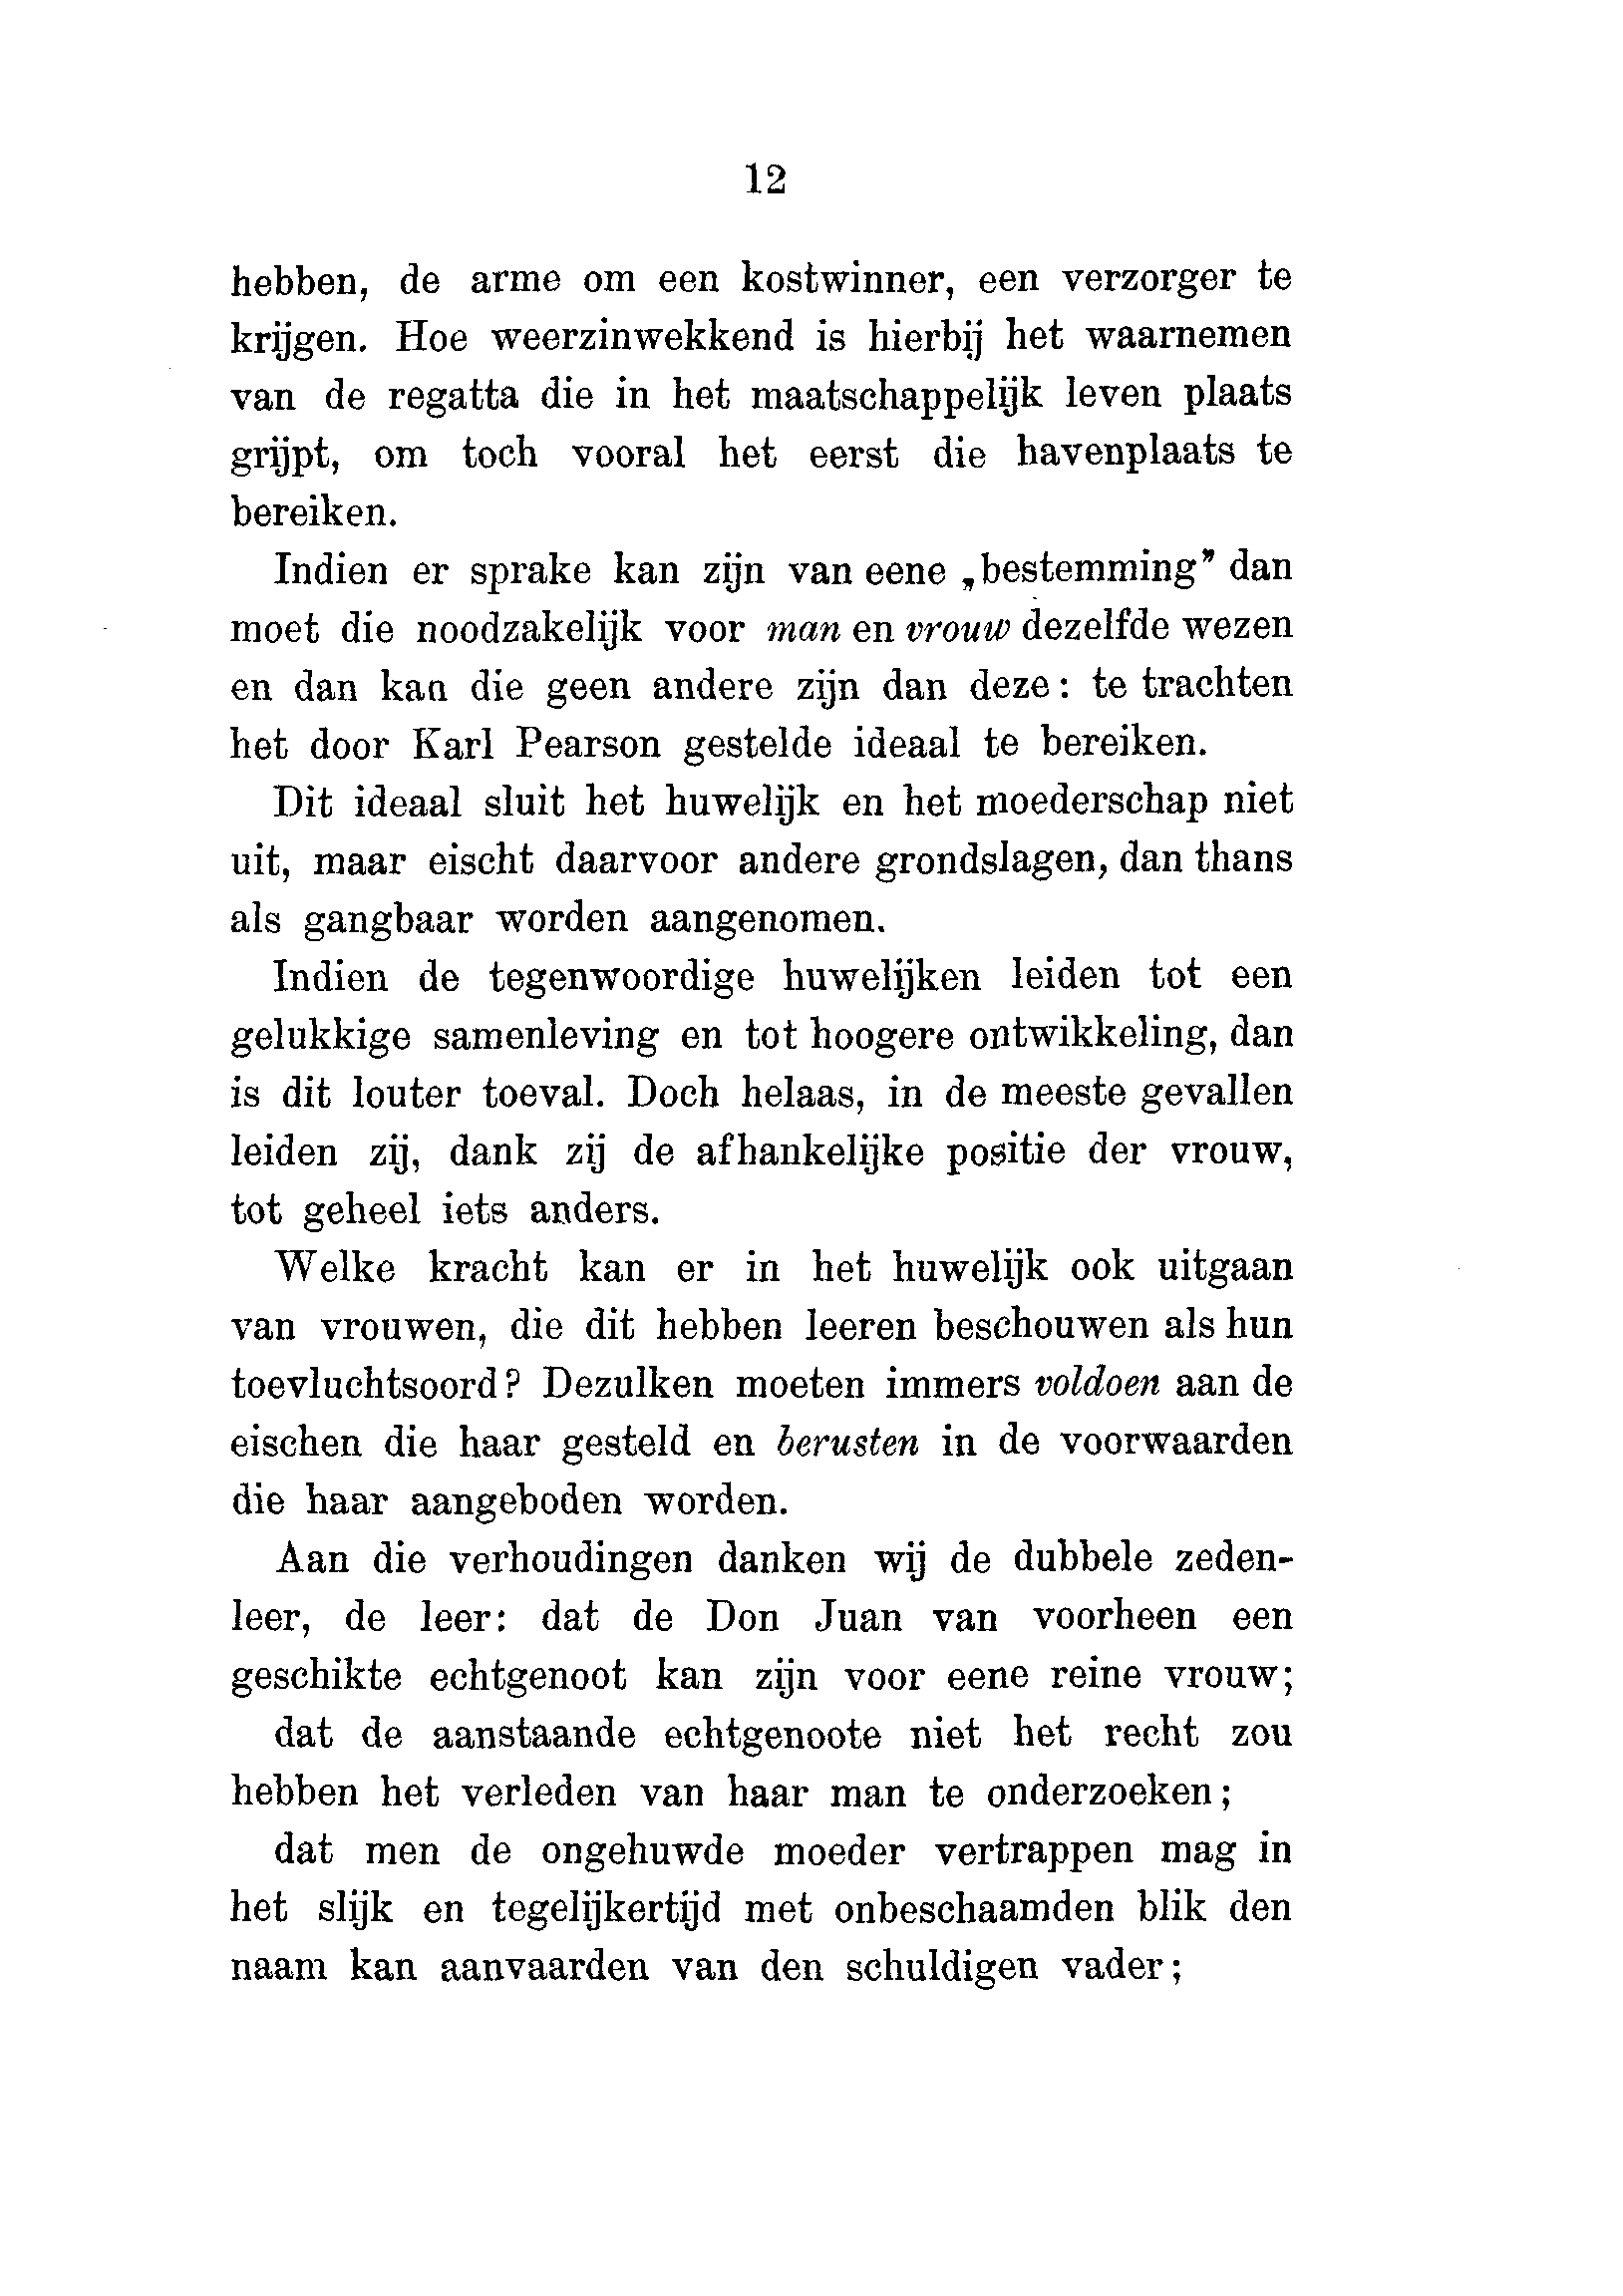 12
hebben, de arme om een kostwinner, een verzorger te
krijgen. Hoe weerzinwekkend is hierbij het waarnemen
van de regatta die in het maatschappelijk leven plaats
grijpt, om toch vooral het eerst die havenplaats te
bereiken.
Indien er sprake kan zijn van eene „bestemming” dan
moet die noodzakelijk voor man en vrouw dezelfde wezen
en dan kan die geen andere zijn dan deze: te trachten
het door Karl Pearson gestelde ideaal te bereiken.
Dit ideaal sluit het huwelijk en het moederschap niet
uit, maar eischt daarvoor andere grondslagen, dan thans
als gangbaar worden aangenomen.
Indien de tegenwoordige huwelijken leiden tot een
gelukkige samenleving en tot hoogere ontwikkeling, dan
is dit louter toeval. Doch helaas, in de meeste gevallen
leiden zij, dank zij de afhankelijke positie der vrouw,
tot geheel iets anders.
Welke kracht kan er in het huwelijk ook uitgaan
van vrouwen, die dit hebben leeren beschouwen als hun
toevluchtsoord? Dezulken moeten immers voldoen aan de
eischen die haar gesteld en berusten in de voorwaarden
die haar aangeboden worden.
Aan die verhoudingen danken wij de dubbele zeden-
leer, de leer: dat de Don Juan van voorheen een
geschikte echtgenoot kan zijn voor eene reine vrouw;
dat de aanstaande echtgenoote niet het recht zou
hebben het verleden van haar man te onderzoeken;
dat men de ongehuwde moeder vertrappen mag in
het slijk en tegelijkertijd met onbeschaamden blik den
naam kan aanvaarden van den schuldigen vader;